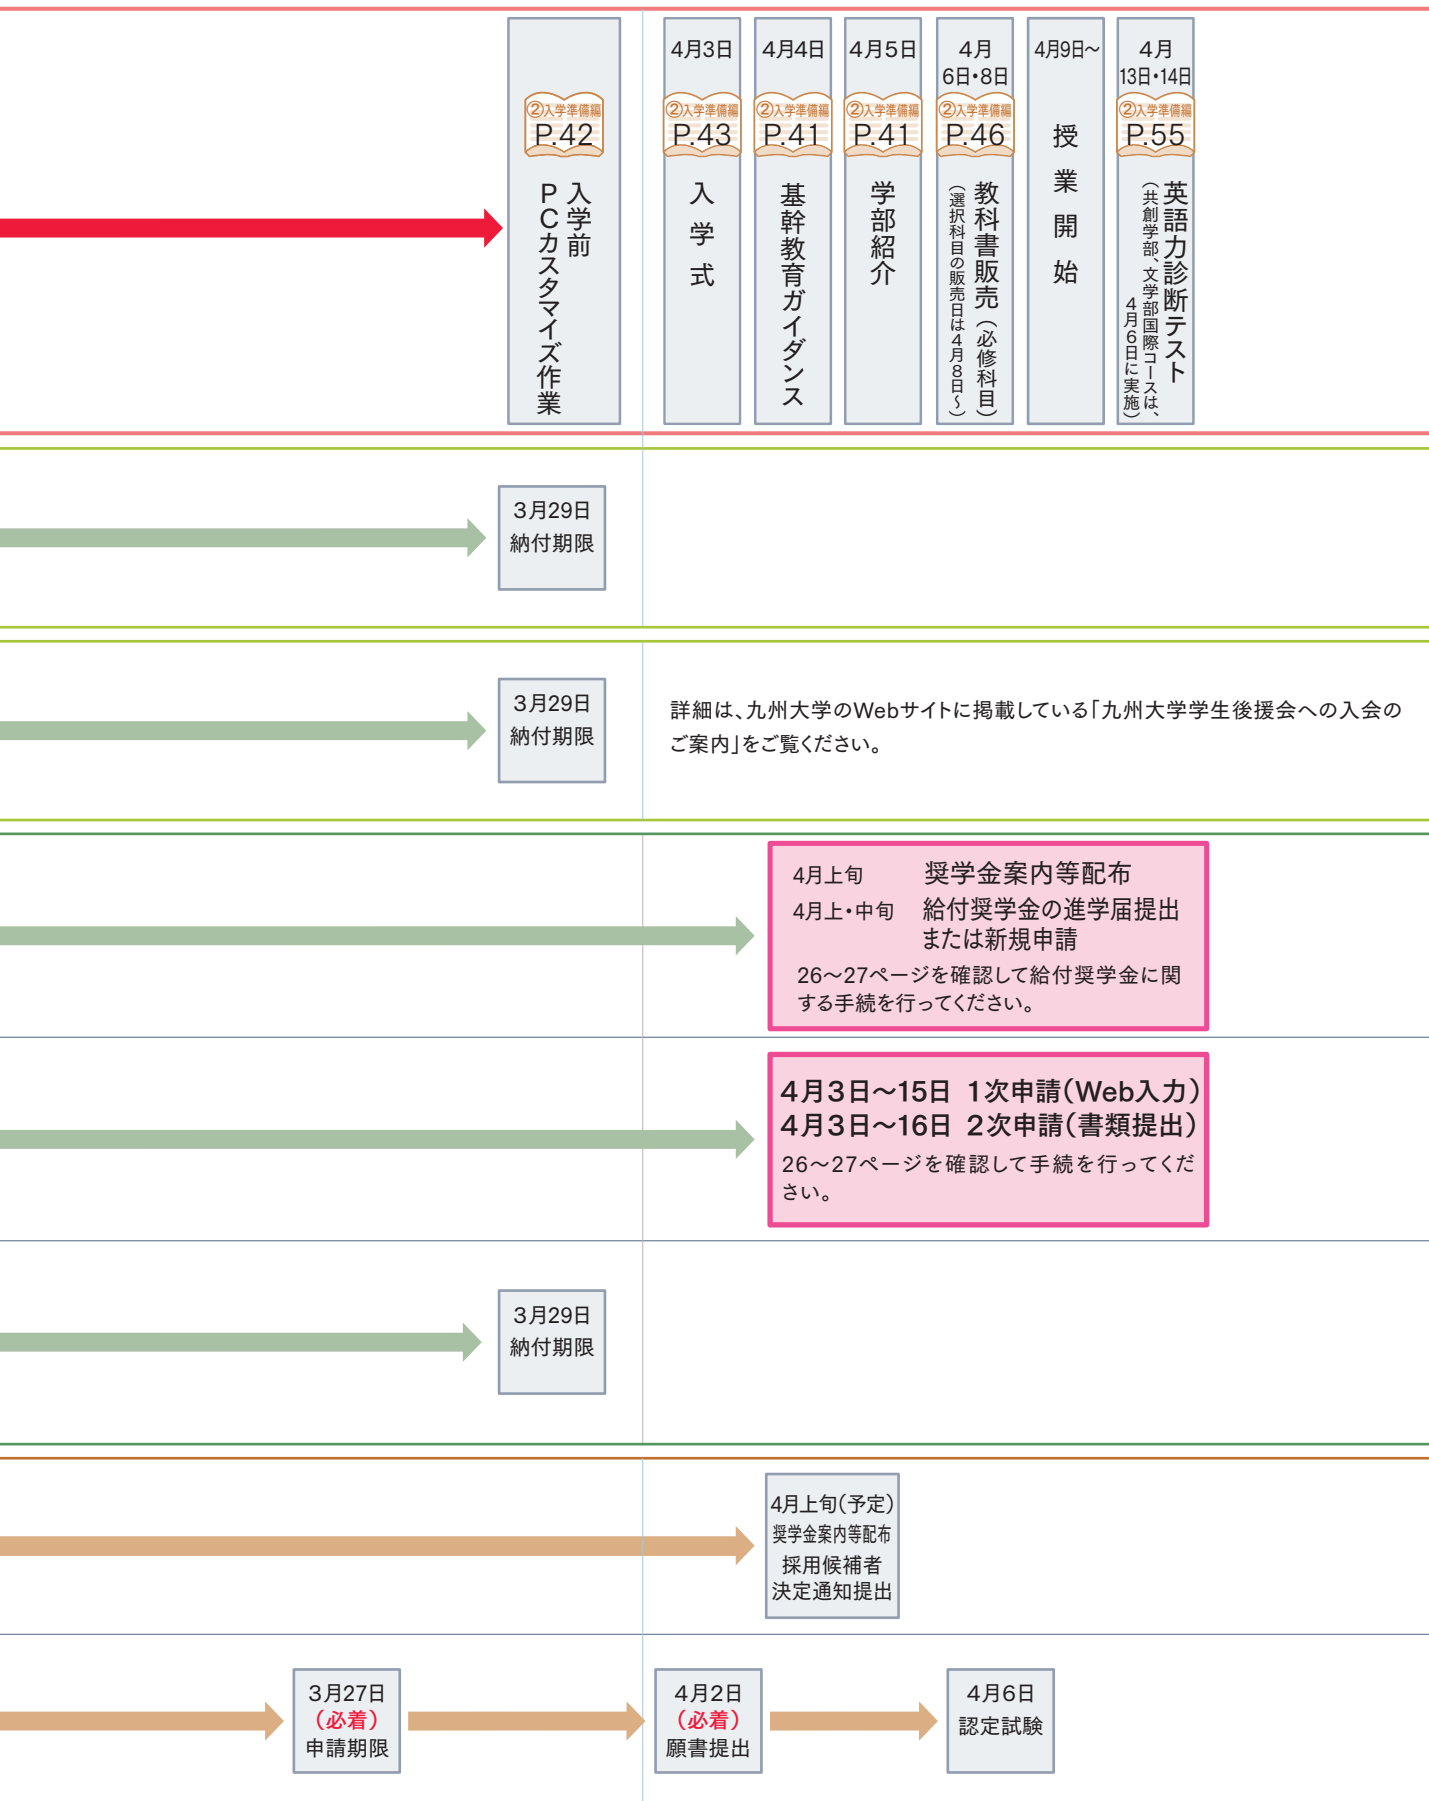 ②入学準備編
P.42
入学前
PCカスタマイズ作業
4月3日
②入学準備編
P.43
入学式
4月4日
②入学準備編
P.41
基幹教育ガイダンス
4月5日
②入学準備編
P.41
学部紹介
4月
6日・8日
②入学準備編
P.46
教科書販売（必修科目）
（選択科目の販売日は4月8日～）
4月9日～
授業開始
4月
13日・14日
②入学準備編
P.55
英語力診断テスト
（共創学部、文学部国際コースは、
4月6日に実施）
3月29日
納付期限
3月29日
納付期限
詳細は、九州大学のWebサイトに掲載している「九州大学学生後援会への入会の
ご案内」をご覧ください。
4月上旬 奨学金案内等配布
4月上・中旬 給付奨学金の進学届提出
または新規申請
26～27ページを確認して給付奨学金に関
する手続を行ってください。
4月3日～15日 1次申請（Web入力）
4月3日～16日 2次申請（書類提出）
26～27ページを確認して手続を行ってくだ
さい。
3月29日
納付期限
4月上旬（予定）
奨学金案内等配布
採用候補者
決定通知提出
3月27日
（必着）
申請期限
4月2日
（必着）
願書提出
4月6日
認定試験